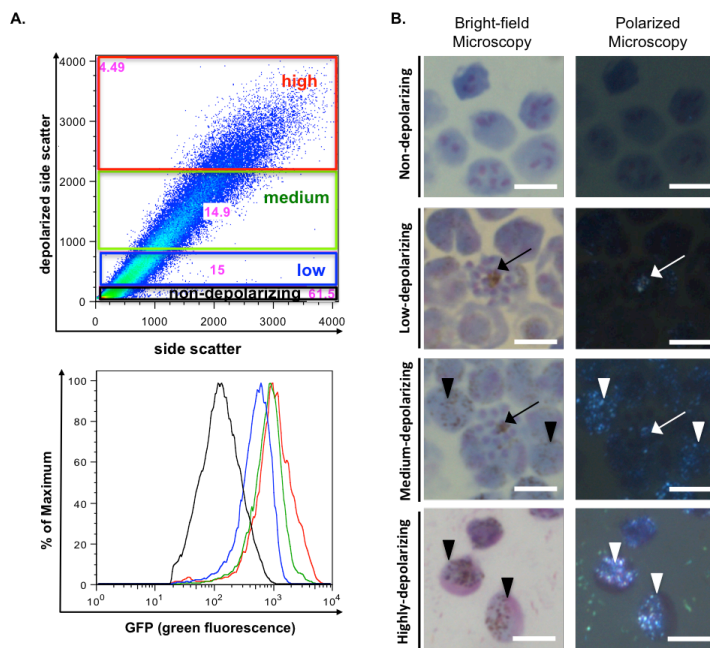 A.
4000
3000
2000
1000
0
depolarized side scatter
4.49
high
medium
14.9
15
low
non-depolarizing 61.5
0 1000 2000 3000 4000
side scatter
100
80
60
40
20
0
% of Maximum
10^0 10^1 10^2 10^3 10^4
GFP (green fluorescence)
B.
Bright-field
Microscopy
Polarized
Microscopy
Non-depolarizing
Low-depolarizing
Medium-depolarizing
Highly-depolarizing